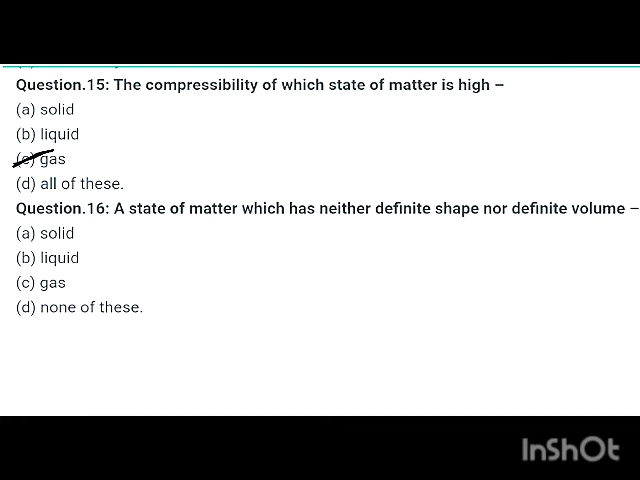 Question.15: The compressibility of which state of matter is high –
(a) solid
(b) liquid
(c) gas
(d) all of these.
Question.16: A state of matter which has neither definite shape nor definite volume –
(a) solid
(b) liquid
(c) gas
(d) none of these.
InShOt